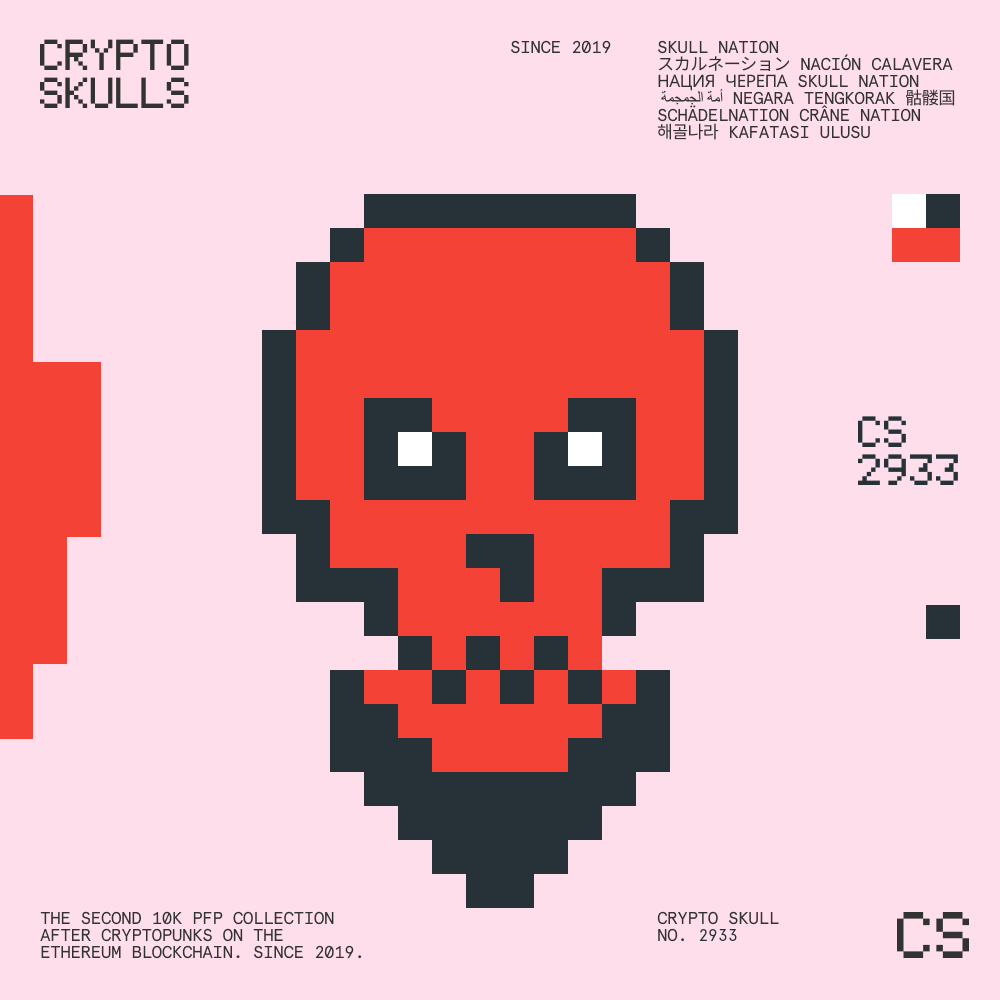 CRYPTO
SKULLS
SINCE 2019
SKULL NATION
スカルネーション NACIÓN CALAVERA
НАЦИЯ ЧЕРЕПА SKULL NATION
أمة الجمجمة NEGARA TENGKORAK 骷髅国
SCHÄDELNATION CRÂNE NATION
해골나라 KAFATASI ULUSU
CS
2933
THE SECOND 10K PFP COLLECTION
AFTER CRYPTOPUNKS ON THE
ETHEREUM BLOCKCHAIN. SINCE 2019.
CRYPTO SKULL
NO. 2933
CS